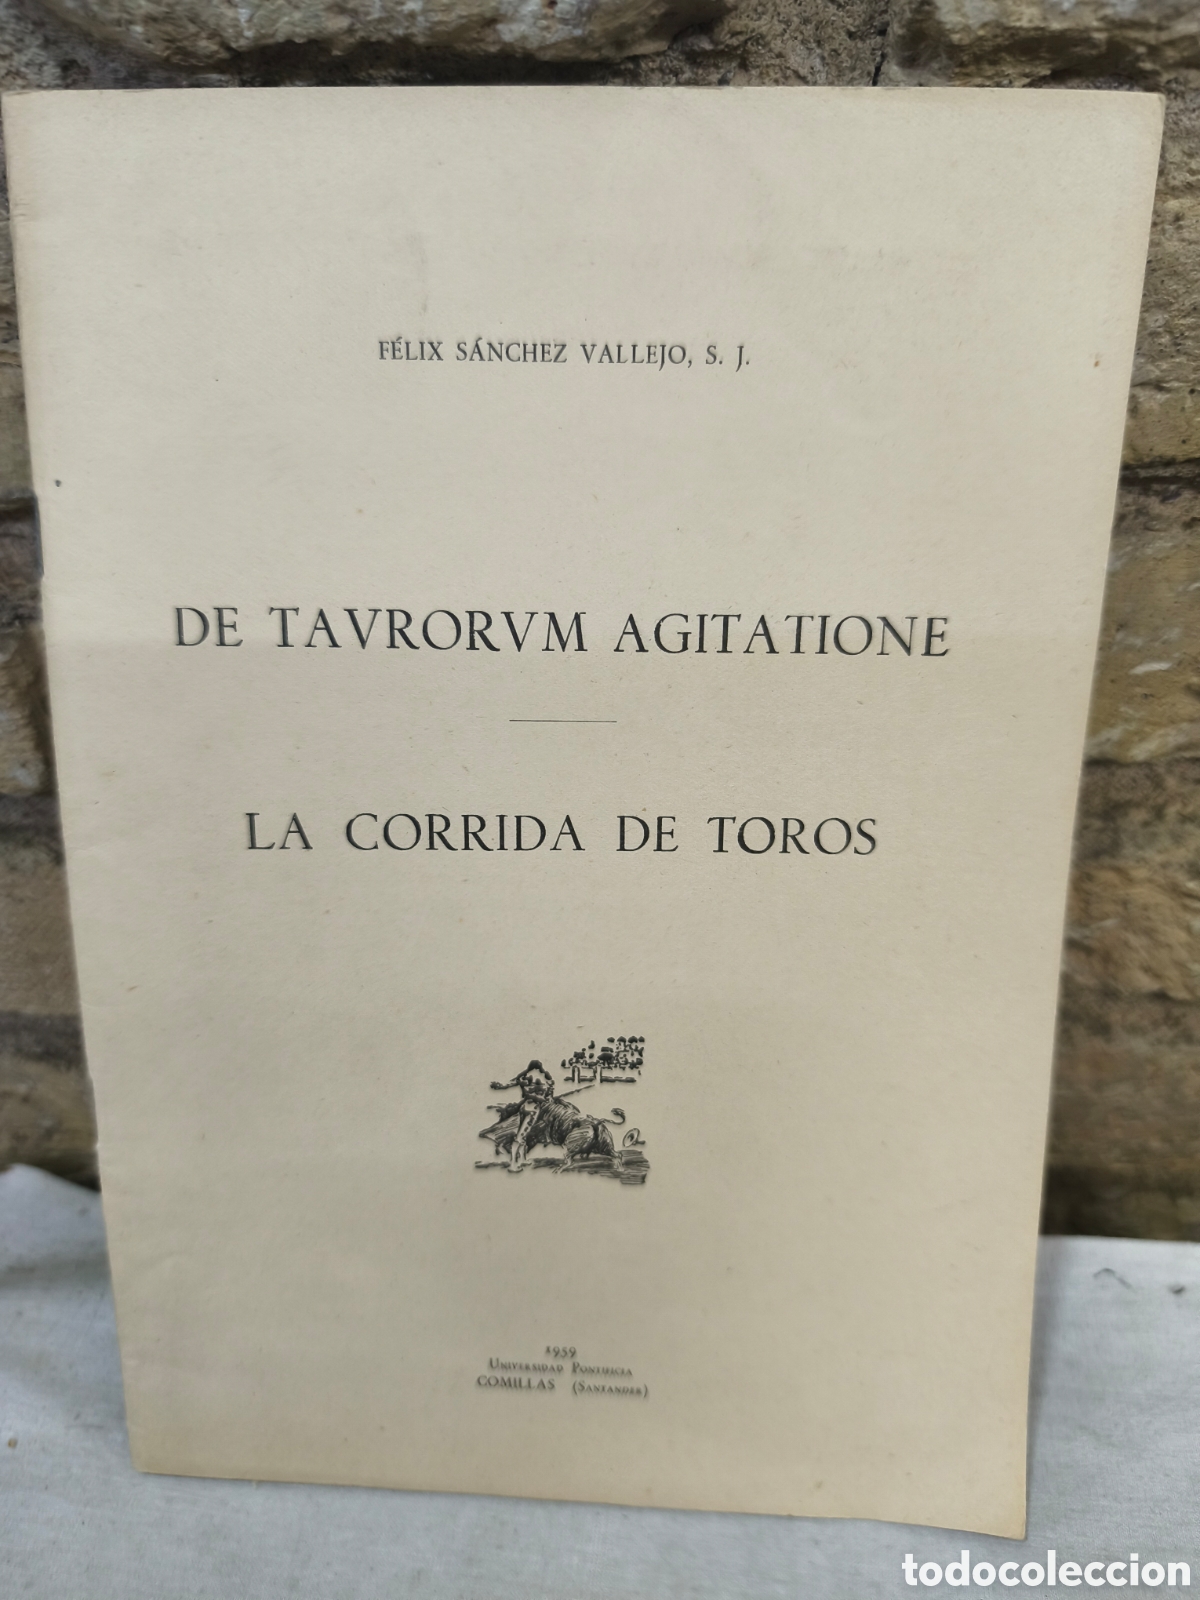 FÉLIX SÁNCHEZ VALLEJO, S. J.
DE TAVRORVM AGITATIONE
LA CORRIDA DE TOROS
1959
UNIVERSIDAD PONTIFICIA
COMILLAS (SANTANDER)
todocoleccion